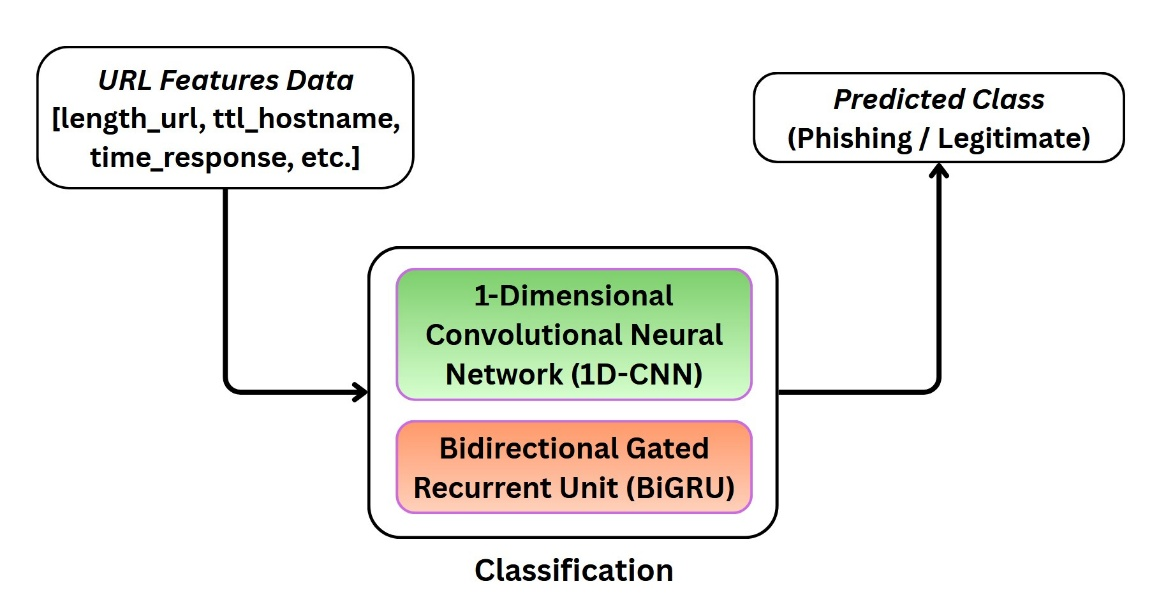 URL Features Data
[length_url, ttl_hostname,
time_response, etc.]
Predicted Class
(Phishing / Legitimate)
1-Dimensional
Convolutional Neural
Network (1D-CNN)
Bidirectional Gated
Recurrent Unit (BiGRU)
Classification